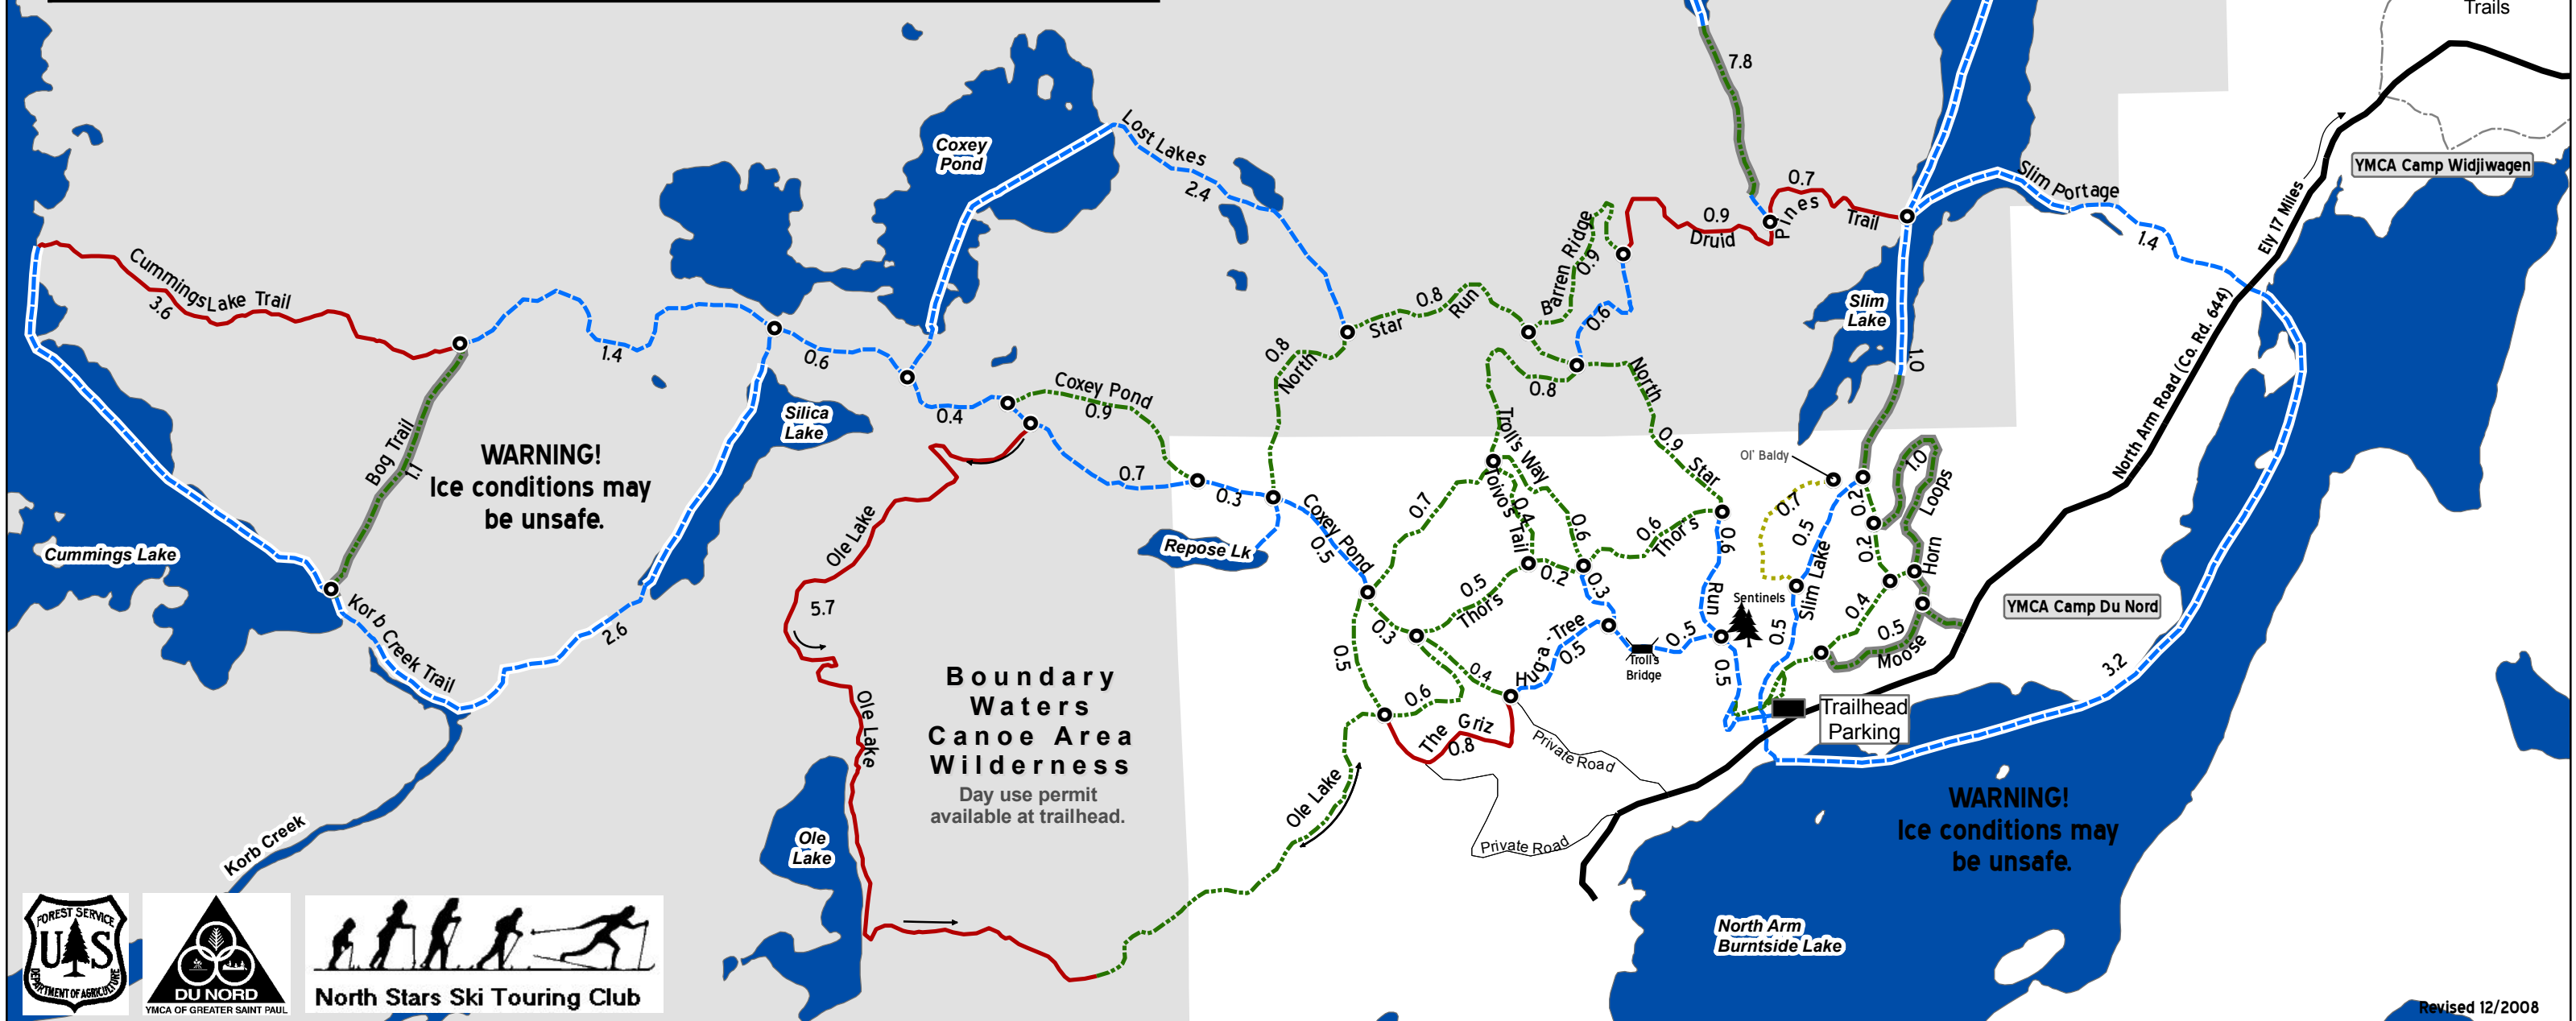 Trails
7.8
YMCA Camp Widjiwagen
Ely 17 Miles
Coxey
Pond
Lost Lakes
2.4
Slim Portage
1.4
0.7
Pines
Trail
0.9
Druid
Barren Ridge
0.9
Cummings Lake Trail
3.6
1.4
0.6
0.8
Star Run
0.8
North
0.6
Slim
Lake
1.0
North Arm Road (Co. Rd. 644)
Coxey Pond
0.9
0.4
Silica
Lake
0.8
North
0.9
Star
Troll's Way
Bog Trail
1.1
WARNING!
Ice conditions may
be unsafe.
0.7
0.3
Ol' Baldy
1.0
Loops
Horn
0.7
0.2
0.5
0.2
Coxey Pond
0.5
0.7
Toivo's Tail
0.4
0.6
0.6
Thor's
0.6
Run
Cummings Lake
Ole Lake
Repose Lk
0.5
Thor's
0.2
0.3
Sentinels
Slim Lake
0.5
0.4
0.5
Moose
YMCA Camp Du Nord
Korb Creek Trail
2.6
5.7
0.3
0.5
0.4
Hug-a-Tree
0.5
Troll's
Bridge
0.5
0.5
3.2
Boundary
Waters
Canoe Area
Wilderness
Day use permit
available at trailhead.
Ole Lake
0.6
The Griz
0.8
Private Road
Trailhead
Parking
Ole Lake
Private Road
WARNING!
Ice conditions may
be unsafe.
Korb Creek
Ole
Lake
North Arm
Burntside Lake
FOREST SERVICE
US
DEPARTMENT OF AGRICULTURE
DU NORD
YMCA OF GREATER SAINT PAUL
North Stars Ski Touring Club
Revised 12/2008